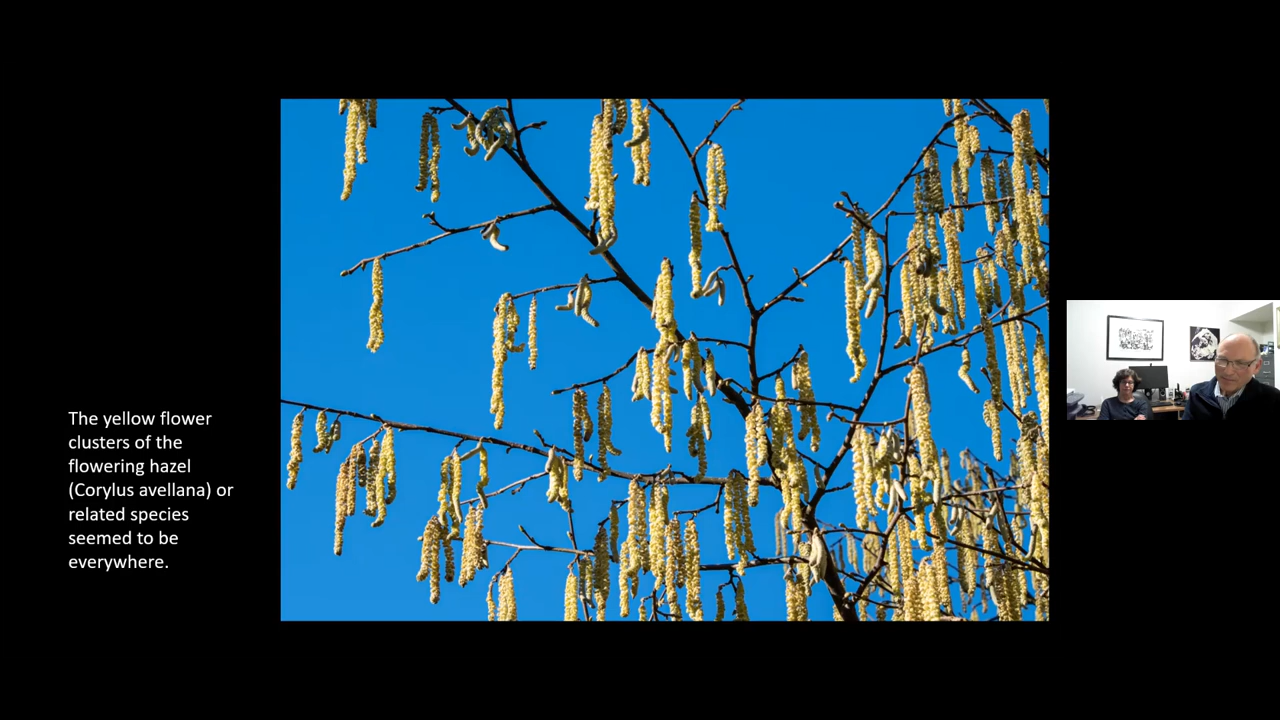 The yellow flower
clusters of the
flowering hazel
(Corylus avellana) or
related species
seemed to be
everywhere.